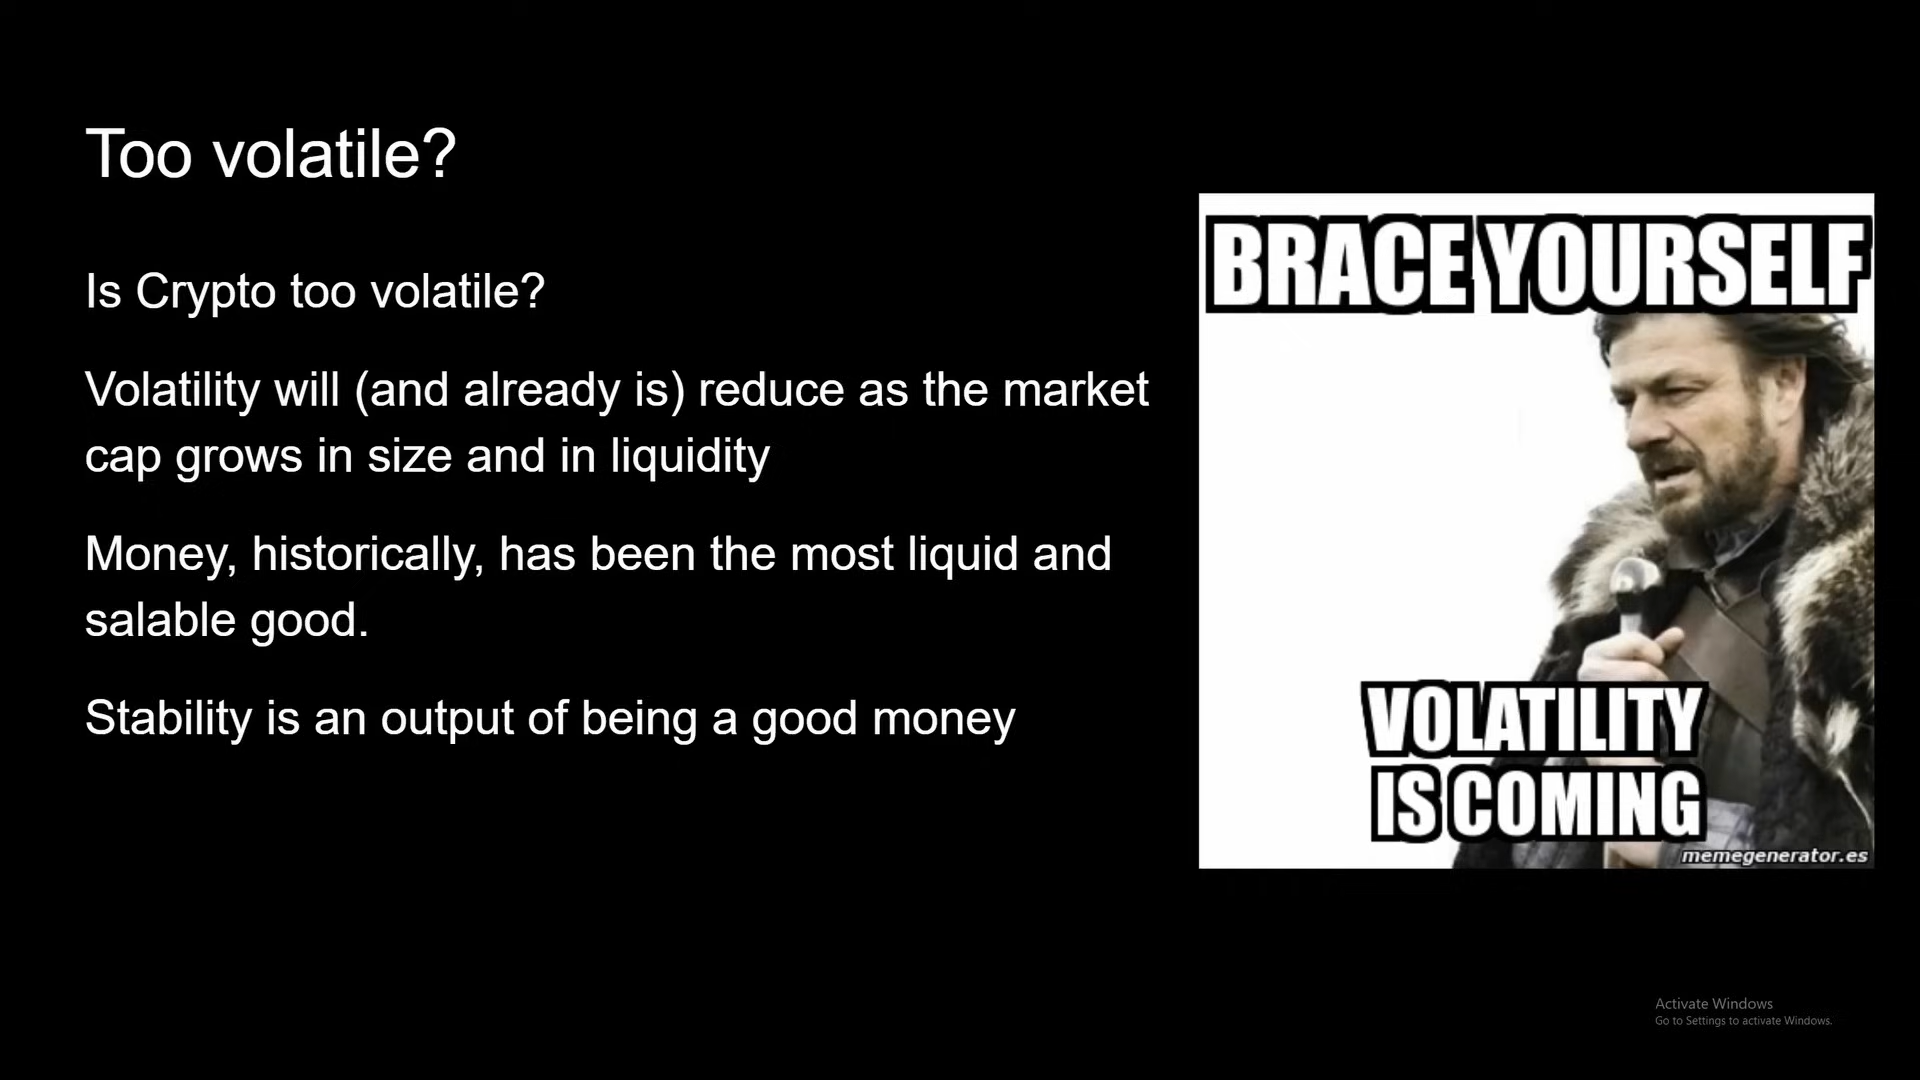 Too volatile?
Is Crypto too volatile?
Volatility will (and already is) reduce as the market
cap grows in size and in liquidity
Money, historically, has been the most liquid and
salable good.
Stability is an output of being a good money
BRACE YOURSELF
VOLATILITY
IS COMING
memegenerator.es
Activate Windows
Go to Settings to activate Windows.